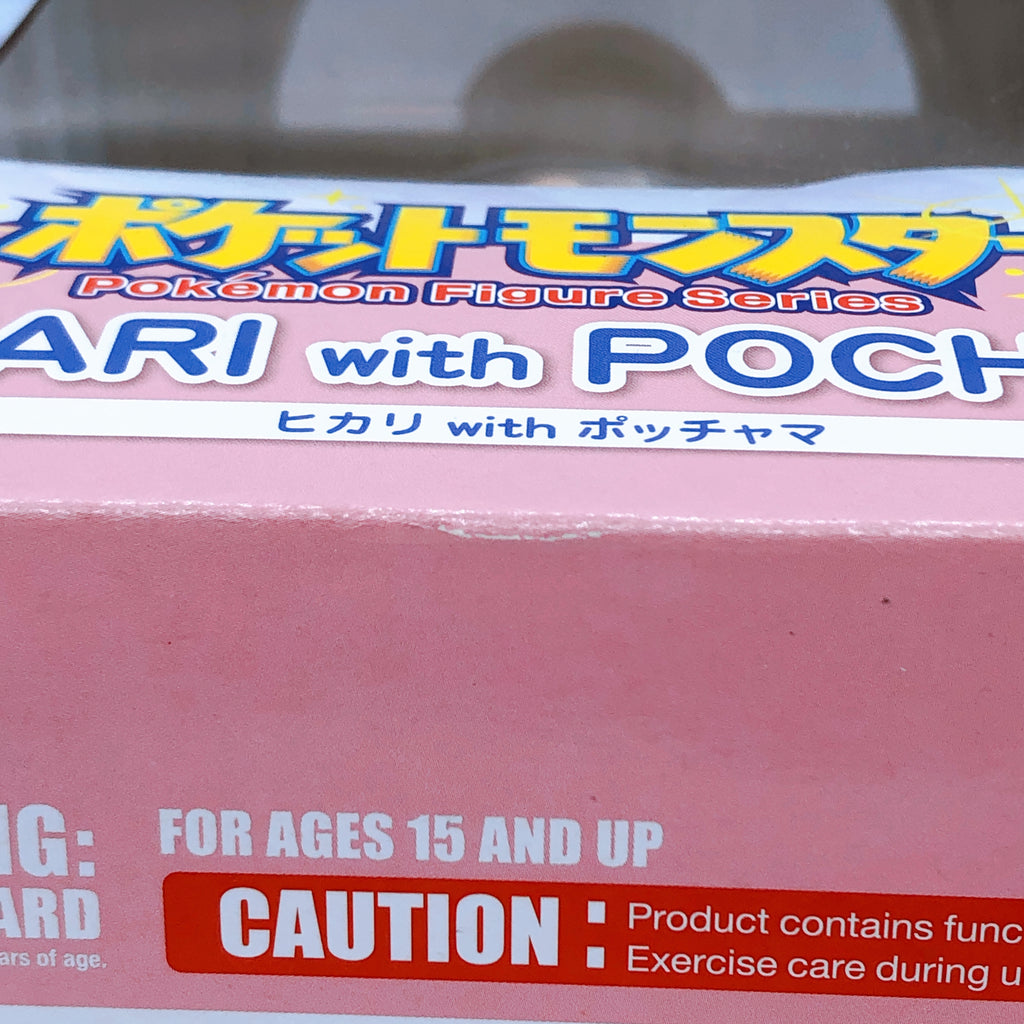 ポケットモンスター
Pokémon Figure Series
ARI with POCH
ヒカリ with ポッチャマ
NG:
ARD
ars of age.
FOR AGES 15 AND UP
CAUTION:
Product contains func
Exercise care during u